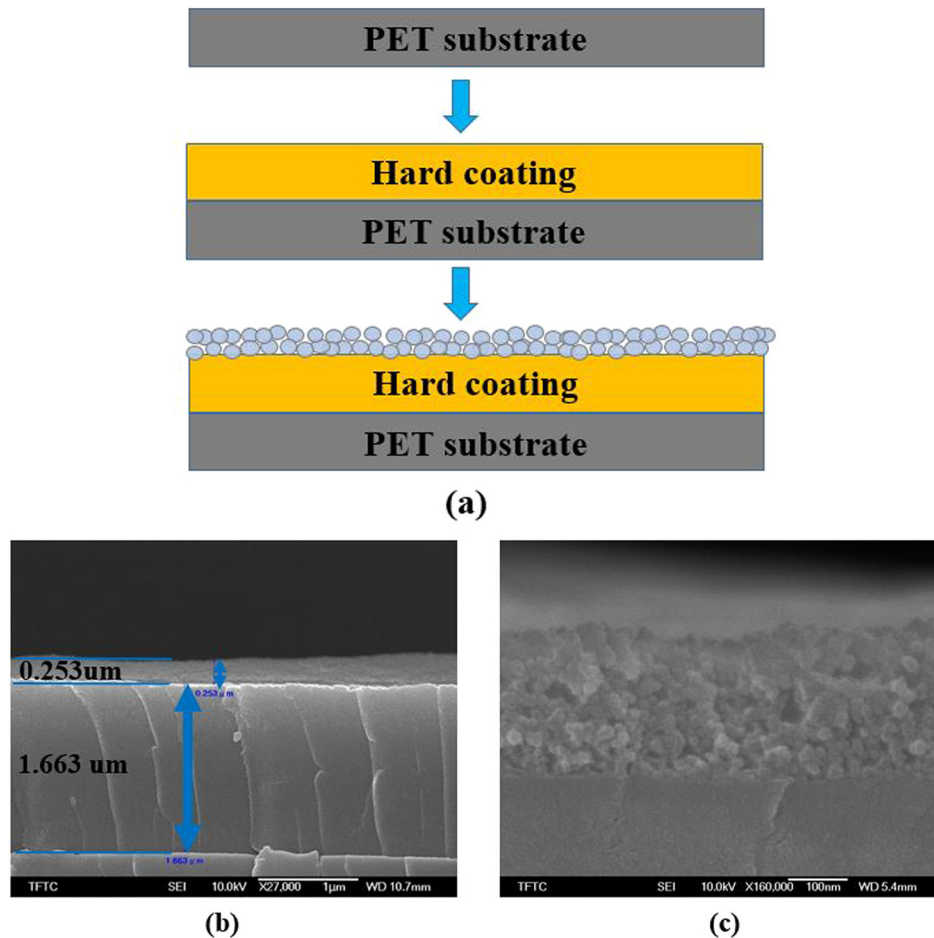 PET substrate
Hard coating
PET substrate
Hard coating
PET substrate
(a)
0.253um
0.253μm
1.663 um
1.663 μm
TFTC SEI 10.0kV X27,000 1μm WD 10.7mm
TFTC SEI 10.0kV X160,000 100nm WD 5.4mm
(b) (c)